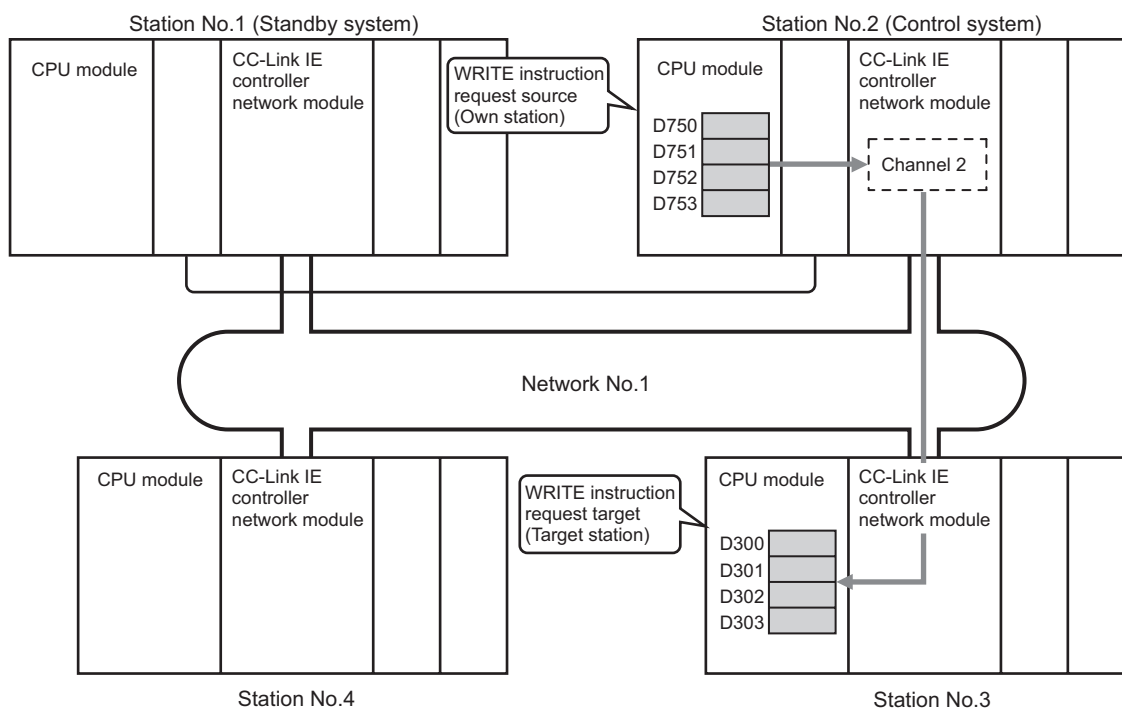 Station No.1 (Standby system)
CPU module
CC-Link IE
controller
network module
WRITE instruction
request source
(Own station)
Station No.2 (Control system)
CPU module
D750
D751
D752
D753
CC-Link IE
controller
network module
Channel 2
Network No.1
CPU module
CC-Link IE
controller
network module
Station No.4
WRITE instruction
request target
(Target station)
CPU module
D300
D301
D302
D303
CC-Link IE
controller
network module
Station No.3